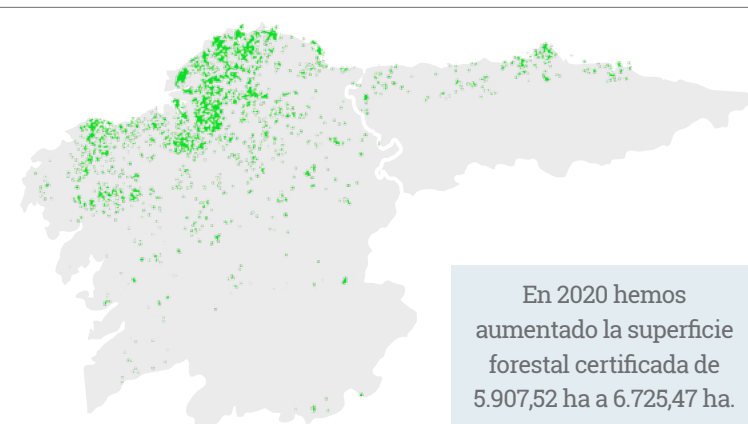 En 2020 hemos
aumentado la superficie
forestal certificada de
5.907,52 ha a 6.725,47 ha.